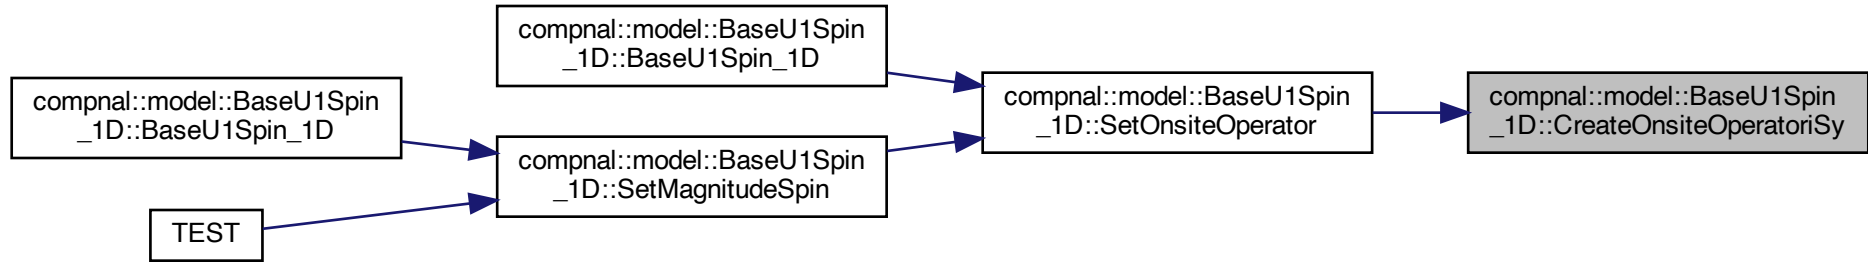 compnal::model::BaseU1Spin
_1D::BaseU1Spin_1D
compnal::model::BaseU1Spin
_1D::BaseU1Spin_1D
compnal::model::BaseU1Spin
_1D::SetMagnitudeSpin
TEST
compnal::model::BaseU1Spin
_1D::SetOnsiteOperator
compnal::model::BaseU1Spin
_1D::CreateOnsiteOperatoriSy